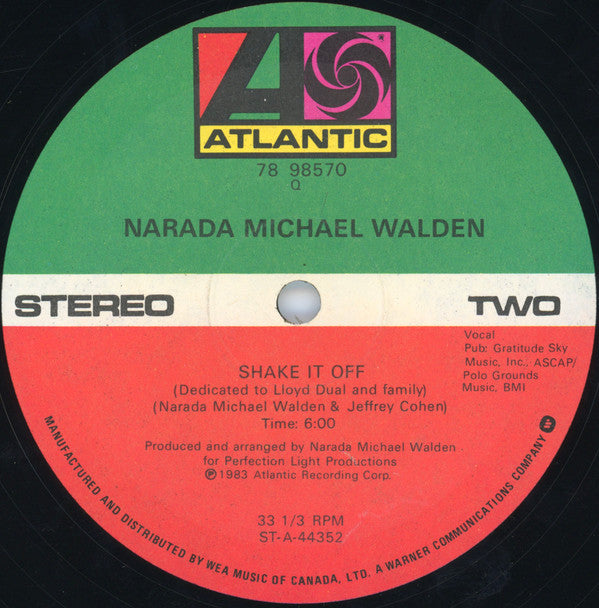 ATLANTIC
®
78 98570
Q
NARADA MICHAEL WALDEN
STEREO
TWO
Vocal
Pub: Gratitude Sky
Music, Inc., ASCAP/
Polo Grounds
Music, BMI
SHAKE IT OFF
(Dedicated to Lloyd Dual and family)
(Narada Michael Walden & Jeffrey Cohen)
Time: 6:00
Produced and arranged by Narada Michael Walden
for Perfection Light Productions
℗1983 Atlantic Recording Corp.
33 1/3 RPM
ST-A-44352
MANUFACTURED AND DISTRIBUTED BY WEA MUSIC OF CANADA, LTD. A WARNER COMMUNICATIONS COMPANY